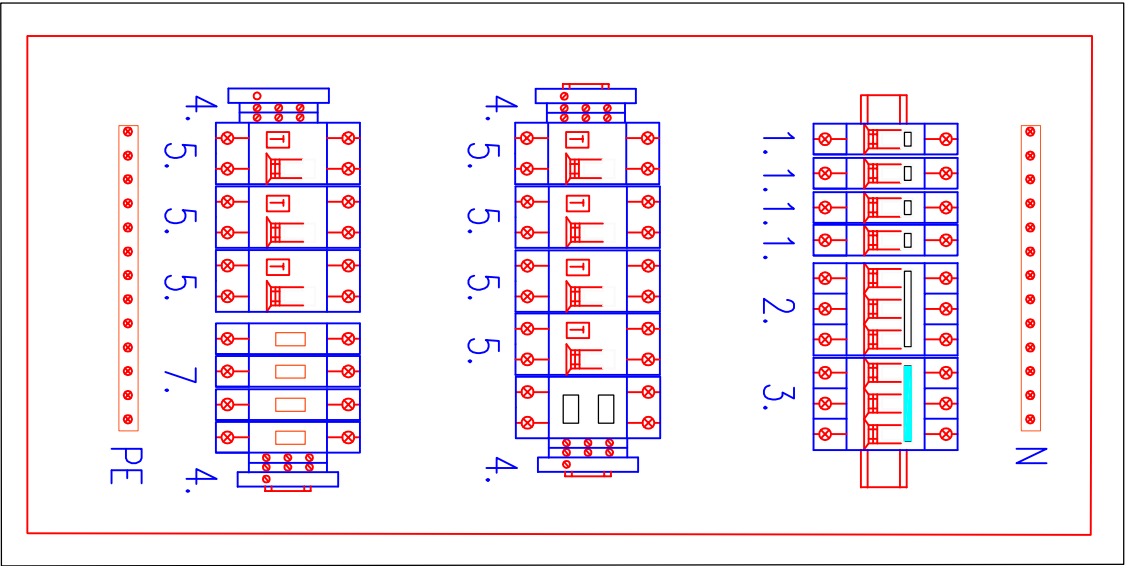 N
1. 1. 1. 1. 2. 3.
T T T T
4. 5. 5. 5. 5. 4.
T T T
4. 5. 5. 5. 7. 4.
PE